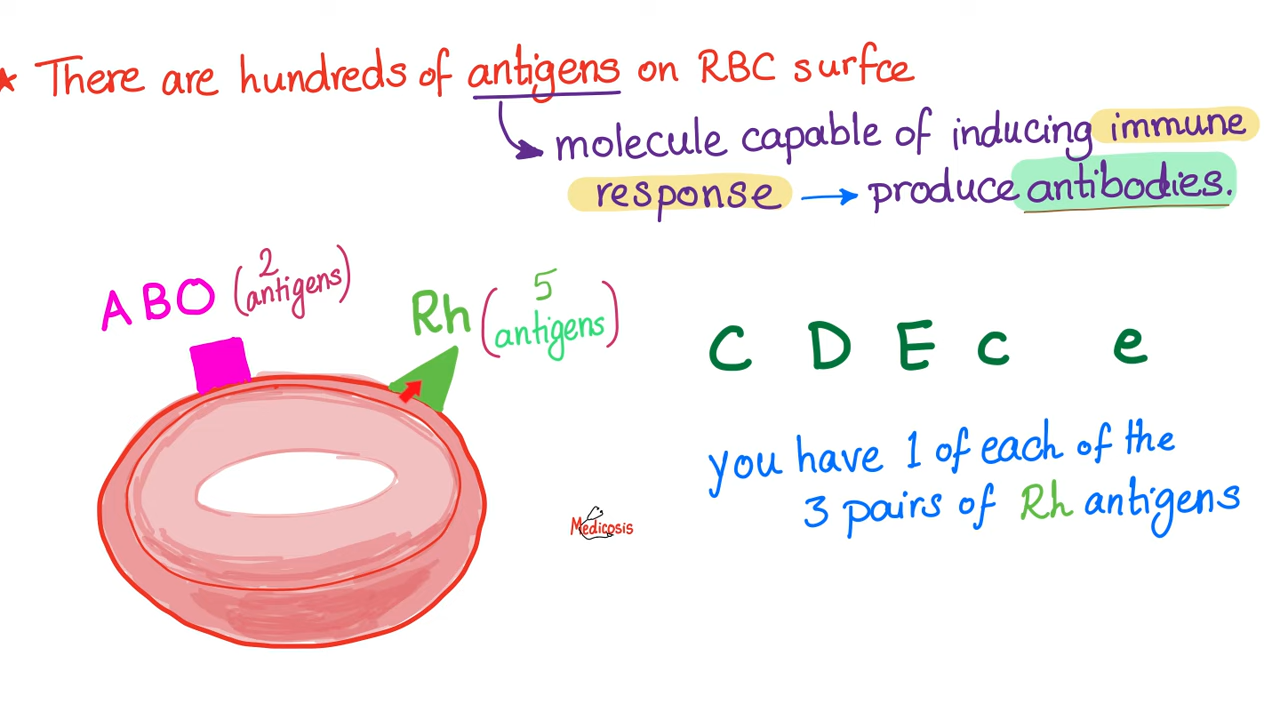 ★ There are hundreds of antigens on RBC surfce
molecule capable of inducing immune
response → produce antibodies.
ABO (2 antigens)
Rh (5 antigens)
C D E c e
you have 1 of each of the
3 pairs of Rh antigens
Medicosis